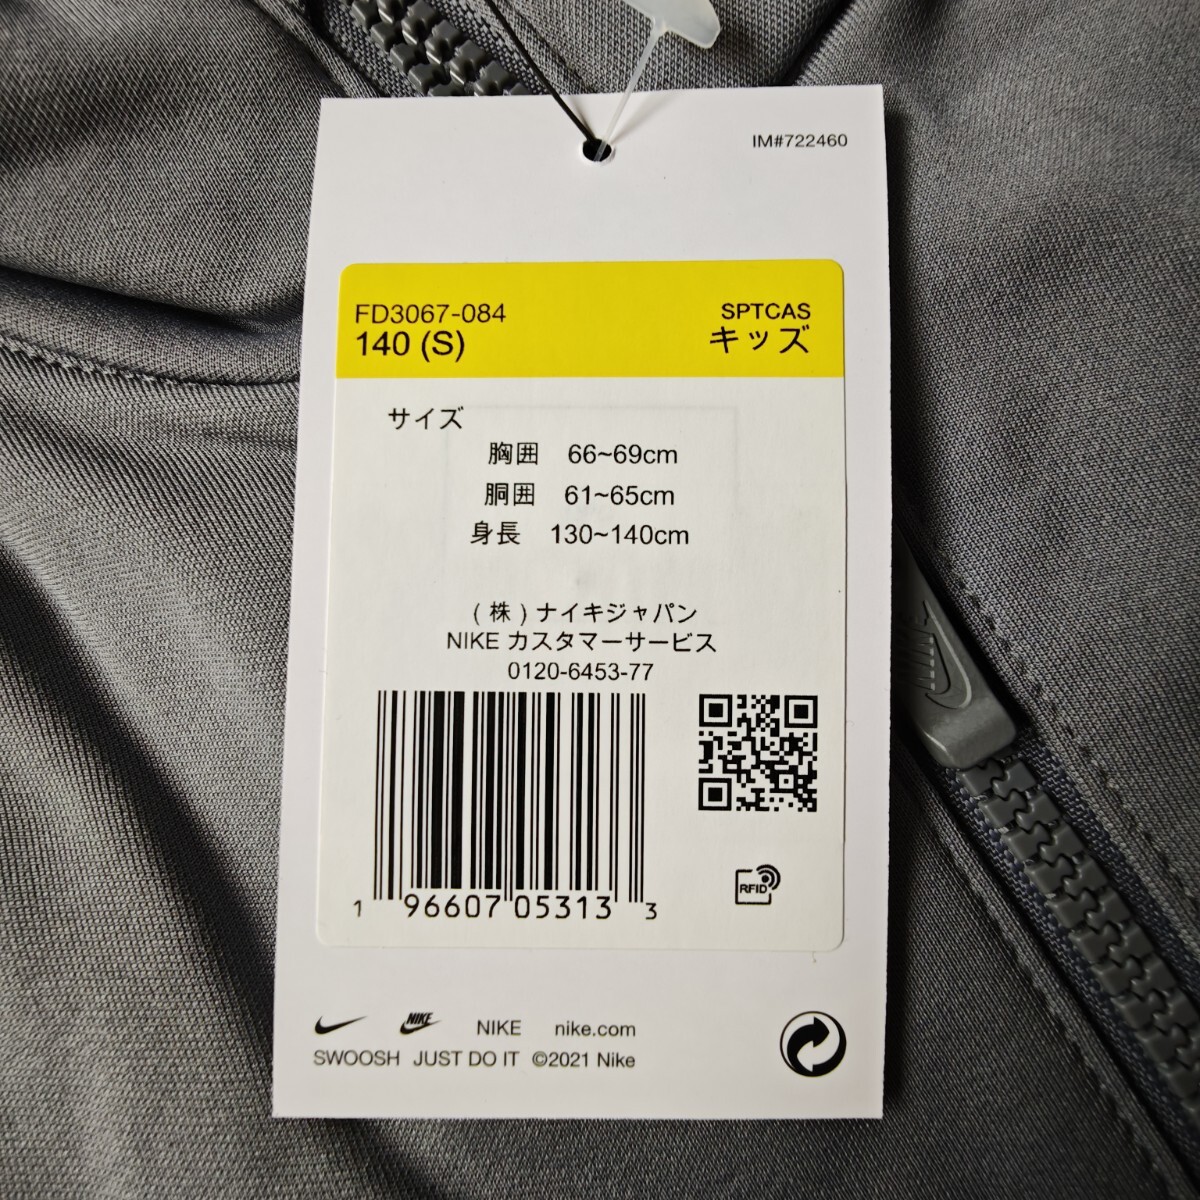 IM#722460
FD3067-084
SPTCAS
140 (S)
キッズ
サイズ
胸囲 66~69cm
胴囲 61~65cm
身長 130~140cm
(株)ナイキジャパン
NIKE カスタマーサービス
0120-6453-77
1 96607 05313 3
RFID
NIKE NIKE nike.com
SWOOSH JUST DO IT ©2021 Nike
NIKE